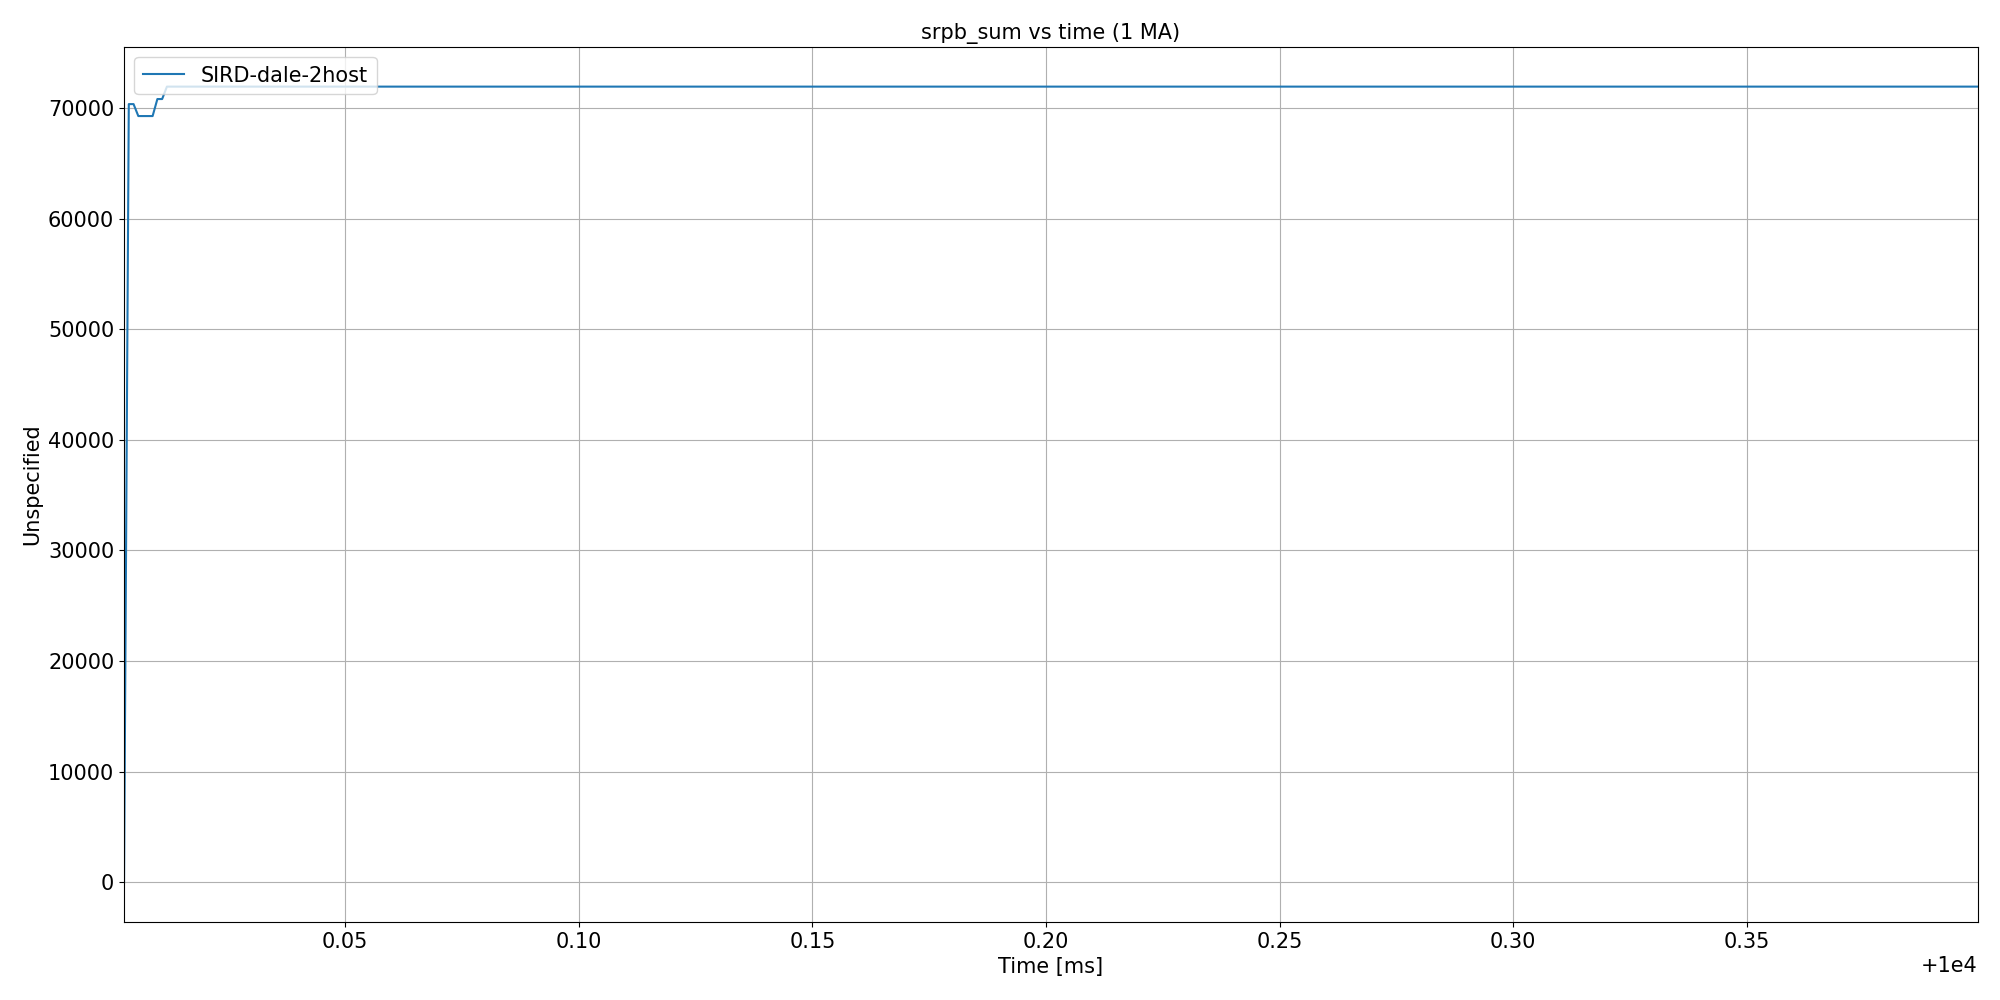 srpb_sum vs time (1 MA)
SIRD-dale-2host
70000
60000
50000
40000
30000
20000
10000
0
Unspecified
0.05 0.10 0.15 0.20 0.25 0.30 0.35
Time [ms]
+1e4